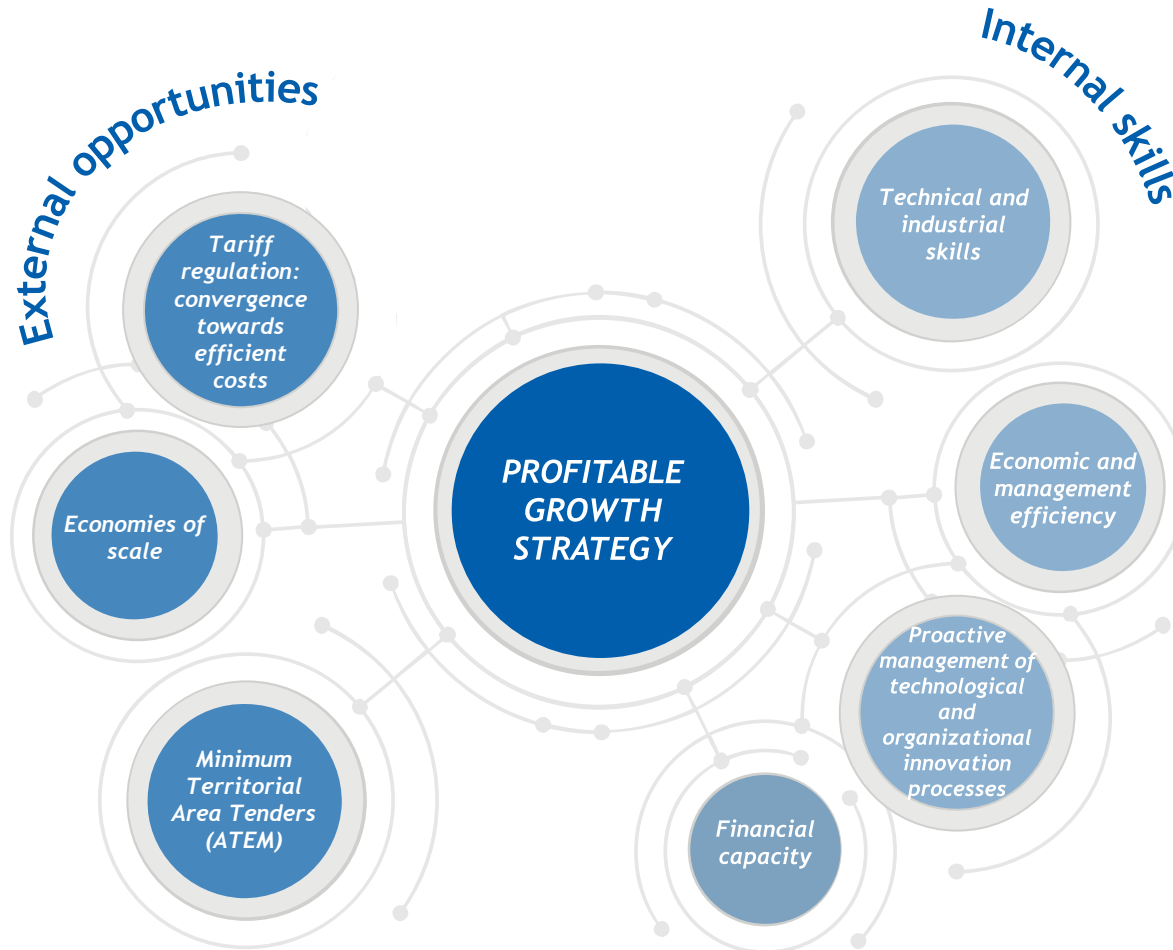 External opportunities
Internal skills
Tariff
regulation:
convergence
towards
efficient
costs
Economies of
scale
Minimum
Territorial
Area Tenders
(ATEM)
PROFITABLE
GROWTH
STRATEGY
Technical and
industrial
skills
Economic and
management
efficiency
Proactive
management of
technological
and
organizational
innovation
processes
Financial
capacity